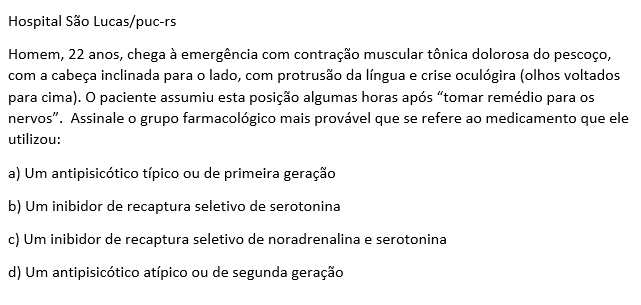 Hospital São Lucas/puc-rs
Homem, 22 anos, chega à emergência com contração muscular tônica dolorosa do pescoço,
com a cabeça inclinada para o lado, com protrusão da língua e crise oculógira (olhos voltados
para cima). O paciente assumiu esta posição algumas horas após “tomar remédio para os
nervos”.  Assinale o grupo farmacológico mais provável que se refere ao medicamento que ele
utilizou:
a) Um antipisicótico típico ou de primeira geração
b) Um inibidor de recaptura seletivo de serotonina
c) Um inibidor de recaptura seletivo de noradrenalina e serotonina
d) Um antipisicótico atípico ou de segunda geração